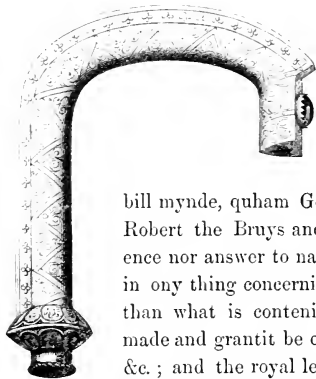 bill mynde, quham G
Robert the Bruys and
ence nor answer to na
in ony thing concerni
than what is contenit
made and grantit be c
&c. ; and the royal le